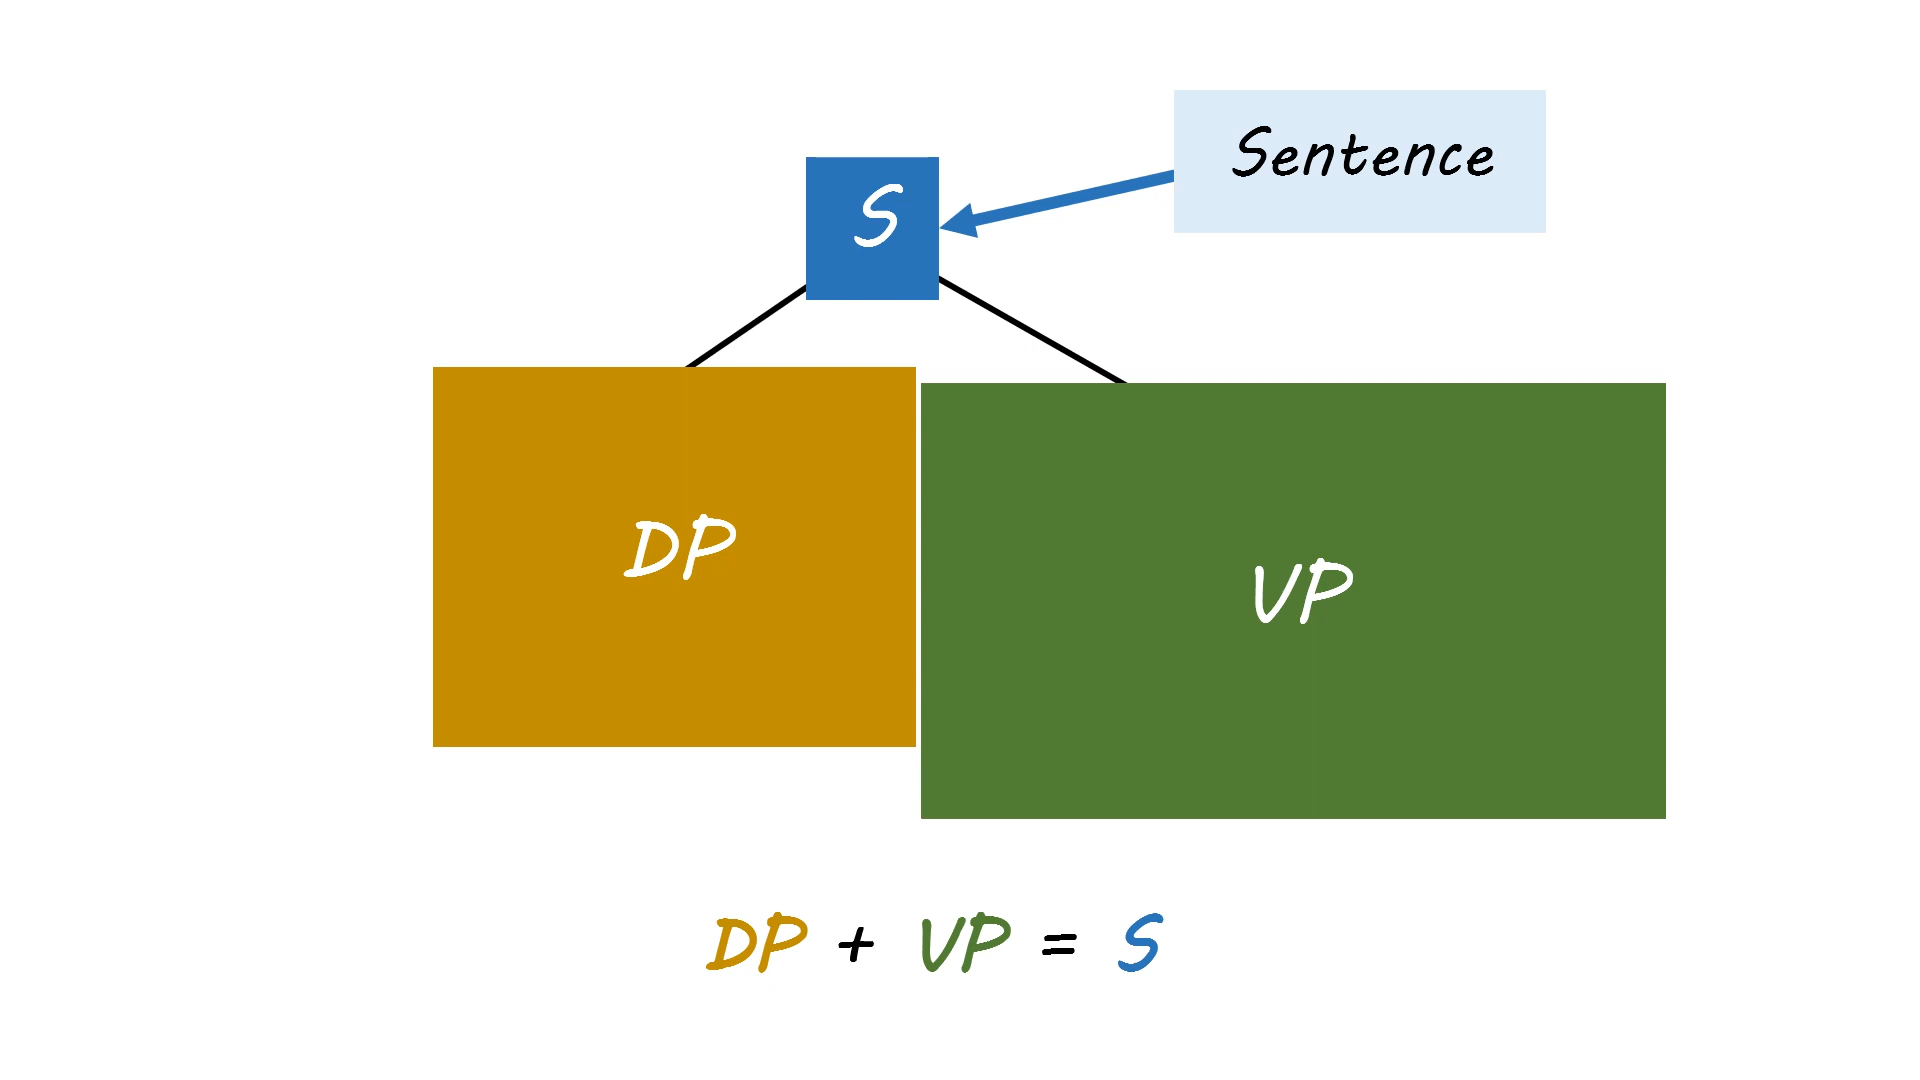 Sentence
S
DP
VP
DP + VP = S